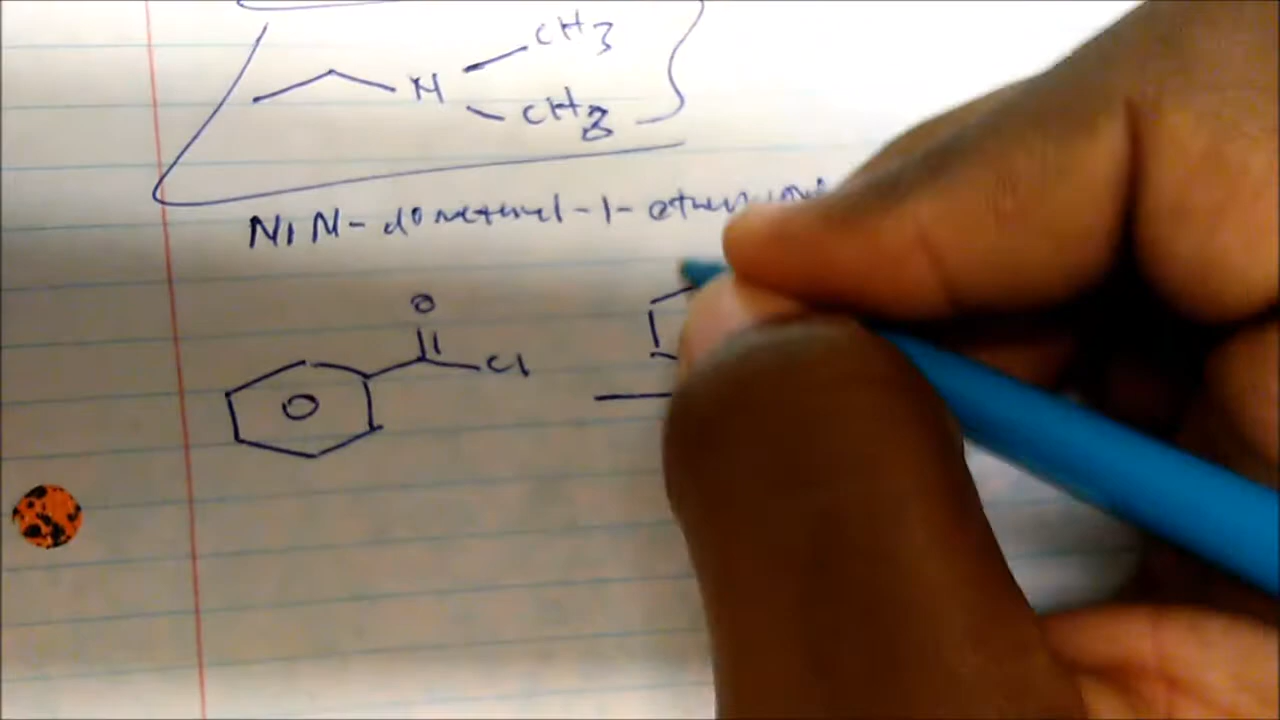 CH3
N
CH3
N,N-dimethyl-1-
O
Cl